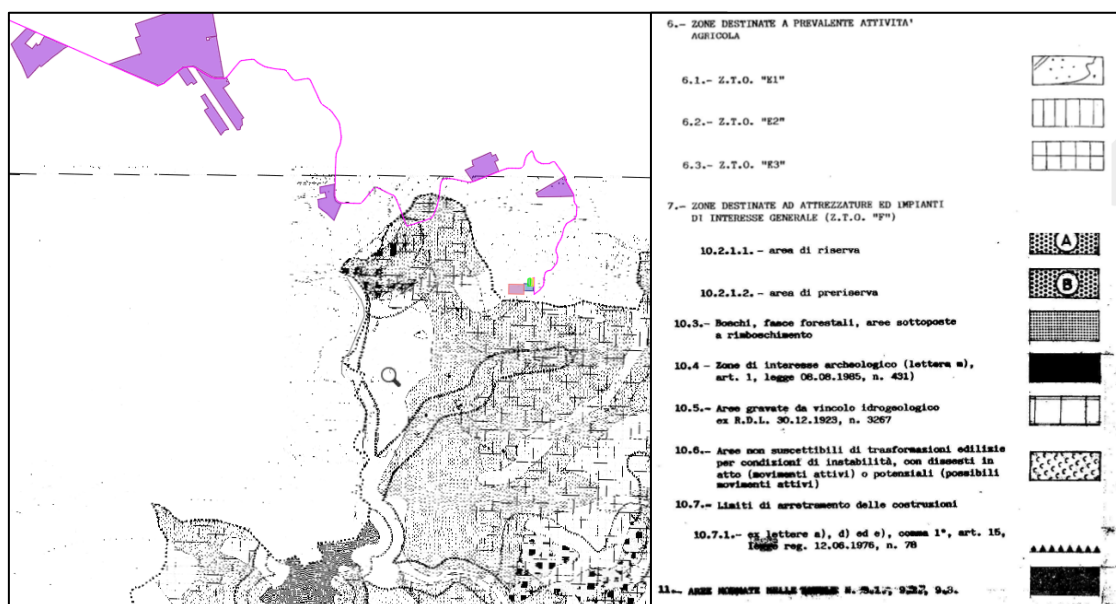 6.- ZONE DESTINATE A PREVALENTE ATTIVITA'
AGRICOLA
6.1.- Z.T.O. "E1"
6.2.- Z.T.O. "E2"
6.3.- Z.T.O. "E3"
7.- ZONE DESTINATE AD ATTREZZATURE ED IMPIANTI
DI INTERESSE GENERALE (Z.T.O. "F")
10.2.1.1.- area di riserva
A
10.2.1.2.- area di preriserva
B
10.3.- Boschi, fasce forestali, aree sottoposte
a rimboschimento
10.4 - Zone di interesse archeologico (lettera m),
art. 1, legge 08.08.1985, n. 431)
10.5.- Aree gravate da vincolo idrogeologico
ex R.D.L. 30.12.1923, n. 3267
10.6.- Aree non suscettibili di trasformazioni edilizie
per condizioni di instabilità, con dissesti in
atto (movimenti attivi) o potenziali (possibili
movimenti attivi)
10.7.- Limiti di arretramento delle costruzioni
10.7.1.- ex lettere a), d) ed e), comma 1°, art. 15,
legge reg. 12.06.1976, n. 78
11.- AREE NORMATE NELLE N. 9.3.